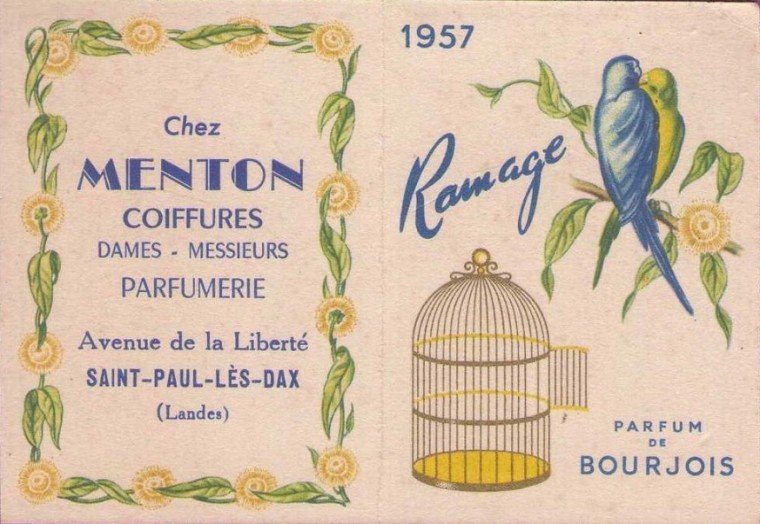 Chez
MENTON
COIFFURES
DAMES - MESSIEURS
PARFUMERIE
Avenue de la Liberté
SAINT-PAUL-LÈS-DAX
(Landes)
1957
Ramage
PARFUM
DE
BOURJOIS